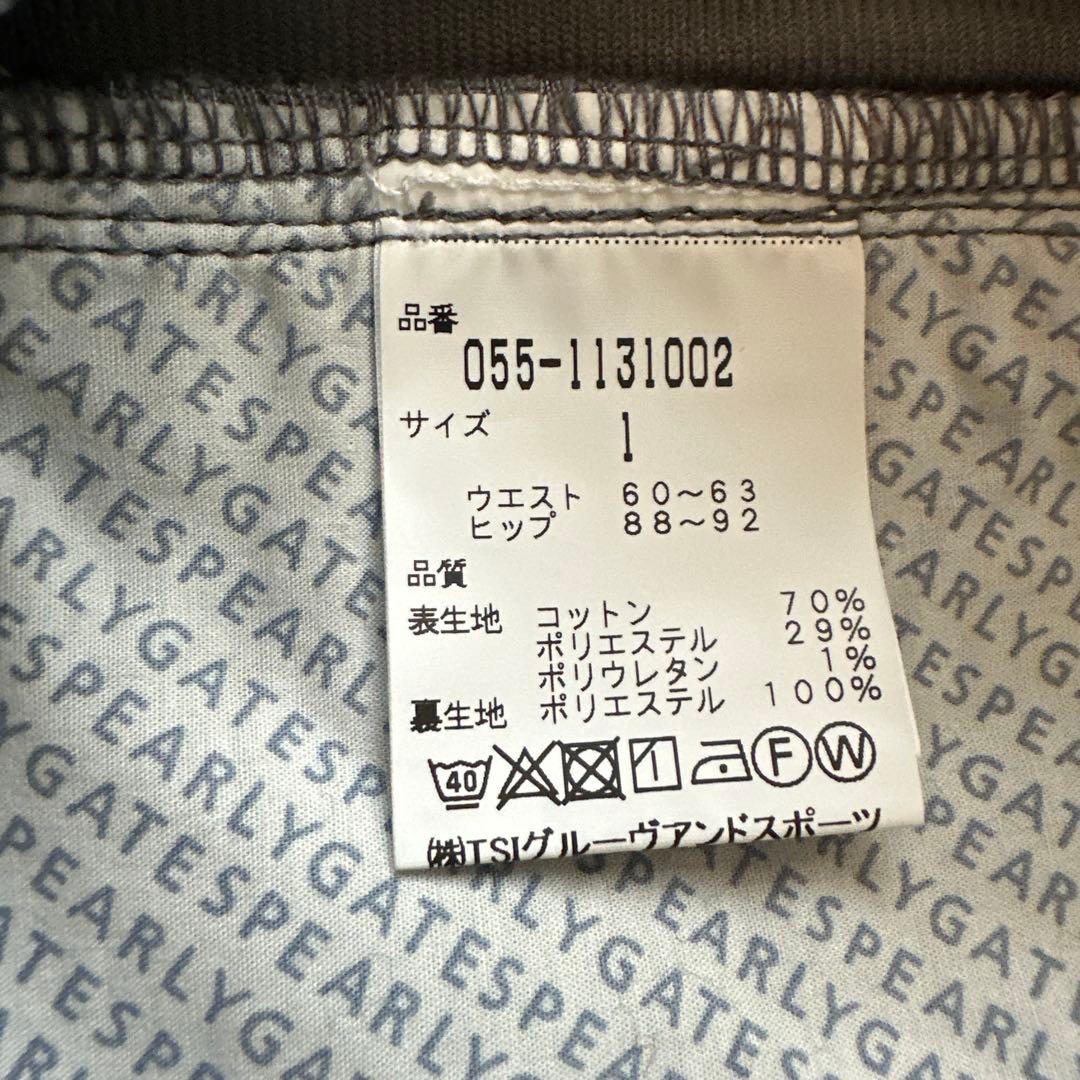 品番
055-1131002
サイズ 1
ウエスト 60〜63
ヒップ 88〜92
品質
表生地 コットン 70%
ポリエステル 29%
ポリウレタン 1%
裏生地 ポリエステル 100%
40 F W
㈱TSIグルーヴアンドスポーツ
PEARLYGATESPEARLYGATES